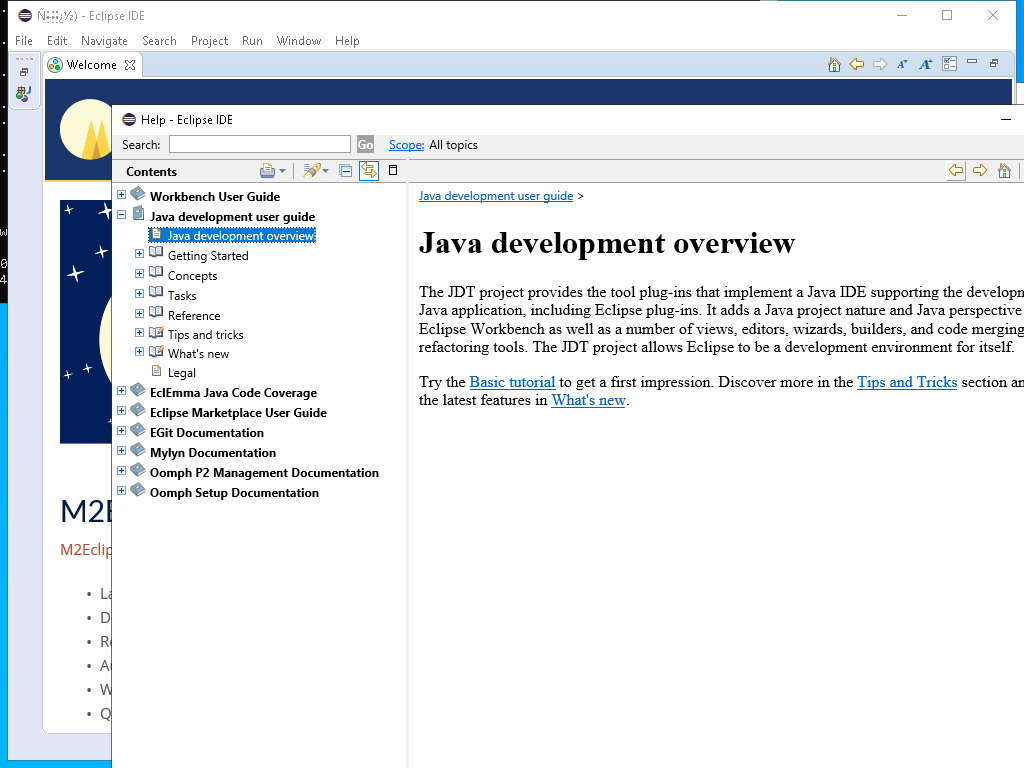 - Eclipse IDE
File Edit Navigate Search Project Run Window Help
Welcome
Help - Eclipse IDE
Search: Go Scope: All topics
Contents
Workbench User Guide
Java development user guide
Java development overview
Getting Started
Concepts
Tasks
Reference
Tips and tricks
What's new
Legal
EclEmma Java Code Coverage
Eclipse Marketplace User Guide
EGit Documentation
Mylyn Documentation
Oomph P2 Management Documentation
Oomph Setup Documentation
Java development user guide >
Java development overview
The JDT project provides the tool plug-ins that implement a Java IDE supporting the
Java application, including Eclipse plug-ins. It adds a Java project nature and Java perspective
Eclipse Workbench as well as a number of views, editors, wizards, builders, and code merging
refactoring tools. The JDT project allows Eclipse to be a development environment for itself.
Try the Basic tutorial to get a first impression. Discover more in the Tips and Tricks section
the latest features in What's new.
M2E
M2Eclip